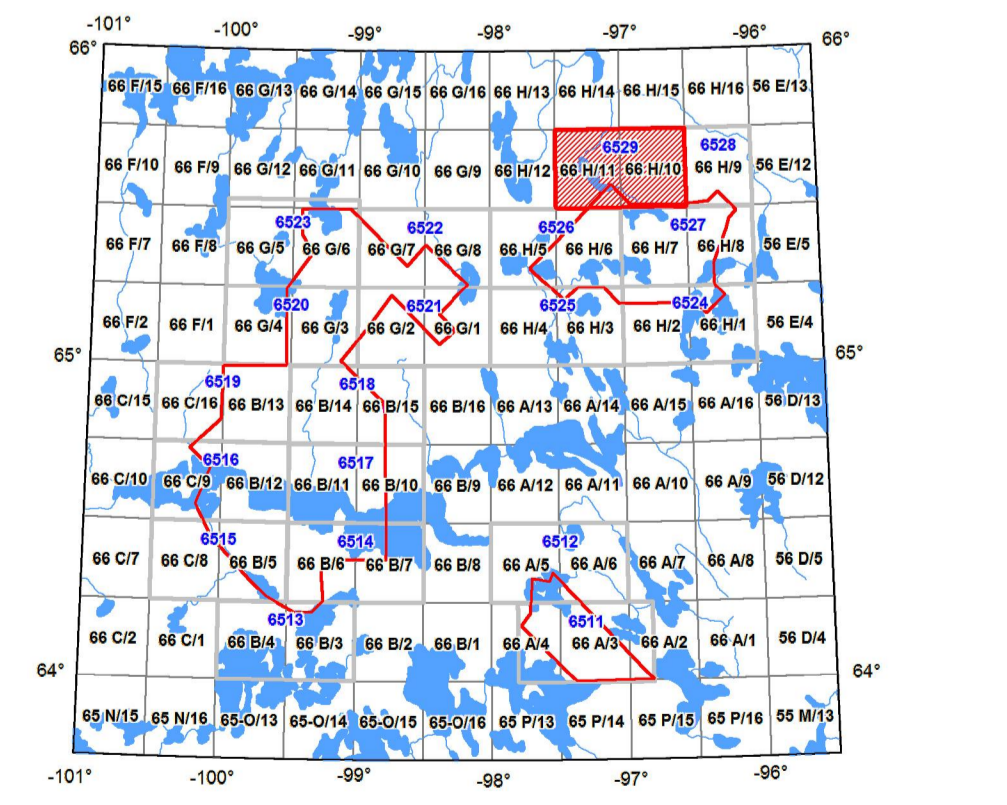 -101° -100° -99° -98° -97° -96°
66° 66°
66 F/15 66 F/16 66 G/13 66 G/14 66 G/15 66 G/16 66 H/13 66 H/14 66 H/15 66 H/16 56 E/13
6529 6528
66 F/10 66 F/9 66 G/12 66 G/11 66 G/10 66 G/9 66 H/12 66 H/11 66 H/10 66 H/9 56 E/12
6523 6522 6526 6527
66 F/7 66 F/8 66 G/5 66 G/6 66 G/7 66 G/8 66 H/5 66 H/6 66 H/7 66 H/8 56 E/5
6520 6521 6525 6524
66 F/2 66 F/1 66 G/4 66 G/3 66 G/2 66 G/1 66 H/4 66 H/3 66 H/2 66 H/1 56 E/4
65° 65°
6519 6518
66 C/15 66 C/16 66 B/13 66 B/14 66 B/15 66 B/16 66 A/13 66 A/14 66 A/15 66 A/16 56 D/13
6516 6517
66 C/10 66 C/9 66 B/12 66 B/11 66 B/10 66 B/9 66 A/12 66 A/11 66 A/10 66 A/9 56 D/12
6515 6514 6512
66 C/7 66 C/8 66 B/5 66 B/6 66 B/7 66 B/8 66 A/5 66 A/6 66 A/7 66 A/8 56 D/5
6513 6511
66 C/2 66 C/1 66 B/4 66 B/3 66 B/2 66 B/1 66 A/4 66 A/3 66 A/2 66 A/1 56 D/4
64° 64°
65 N/15 65 N/16 65-O/13 65-O/14 65-O/15 65-O/16 65 P/13 65 P/14 65 P/15 65 P/16 55 M/13
-101° -100° -99° -98° -97° -96°